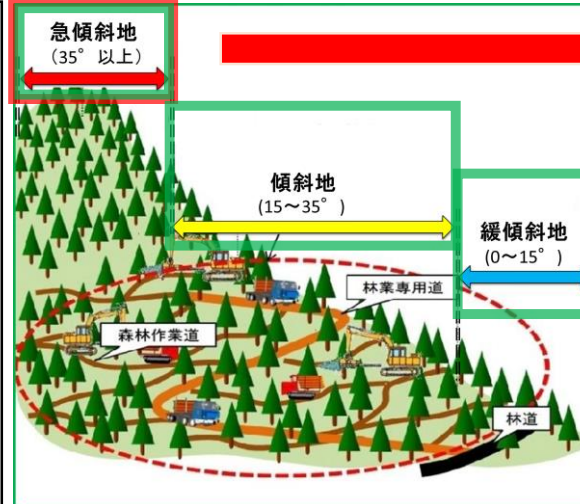 急傾斜地
（35°以上）
傾斜地
(15～35°)
緩傾斜地
(0～15°)
林業専用道
森林作業道
林道